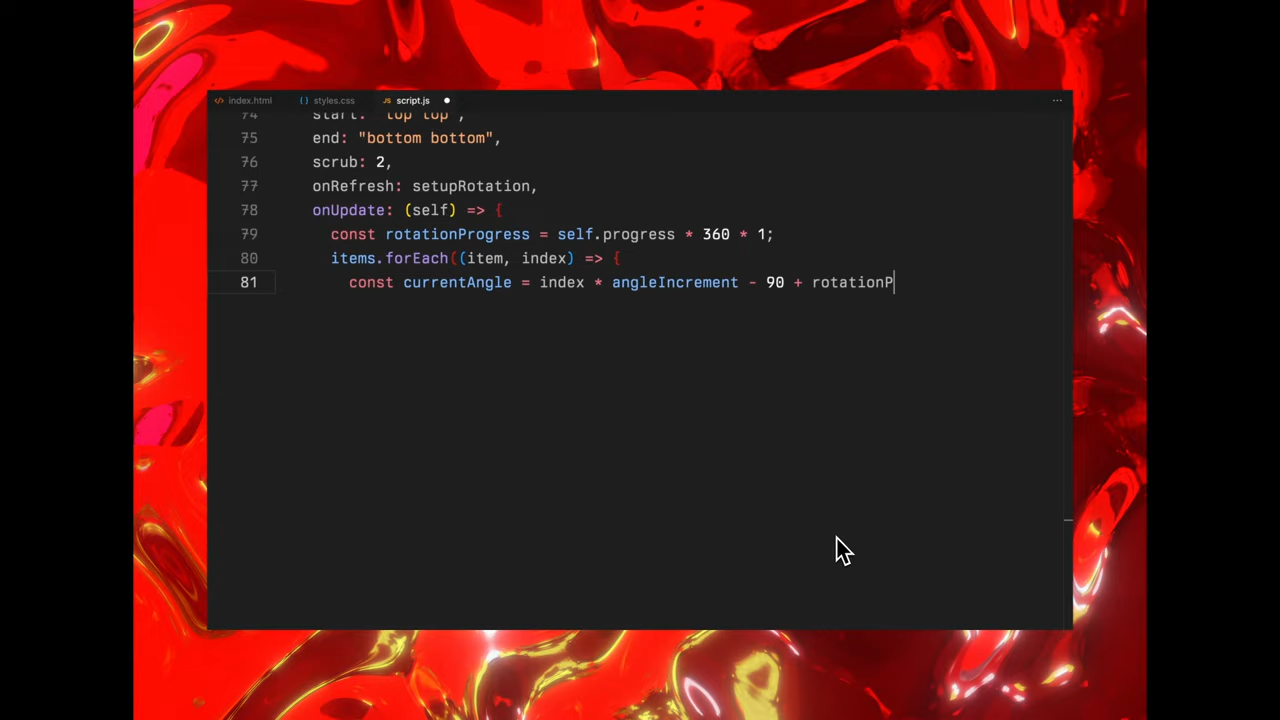 index.html styles.css script.js
74 start: "top top",
75 end: "bottom bottom",
76 scrub: 2,
77 onRefresh: setupRotation,
78 onUpdate: (self) => {
79 const rotationProgress = self.progress * 360 * 1;
80 items.forEach((item, index) => {
81 const currentAngle = index * angleIncrement - 90 + rotationP